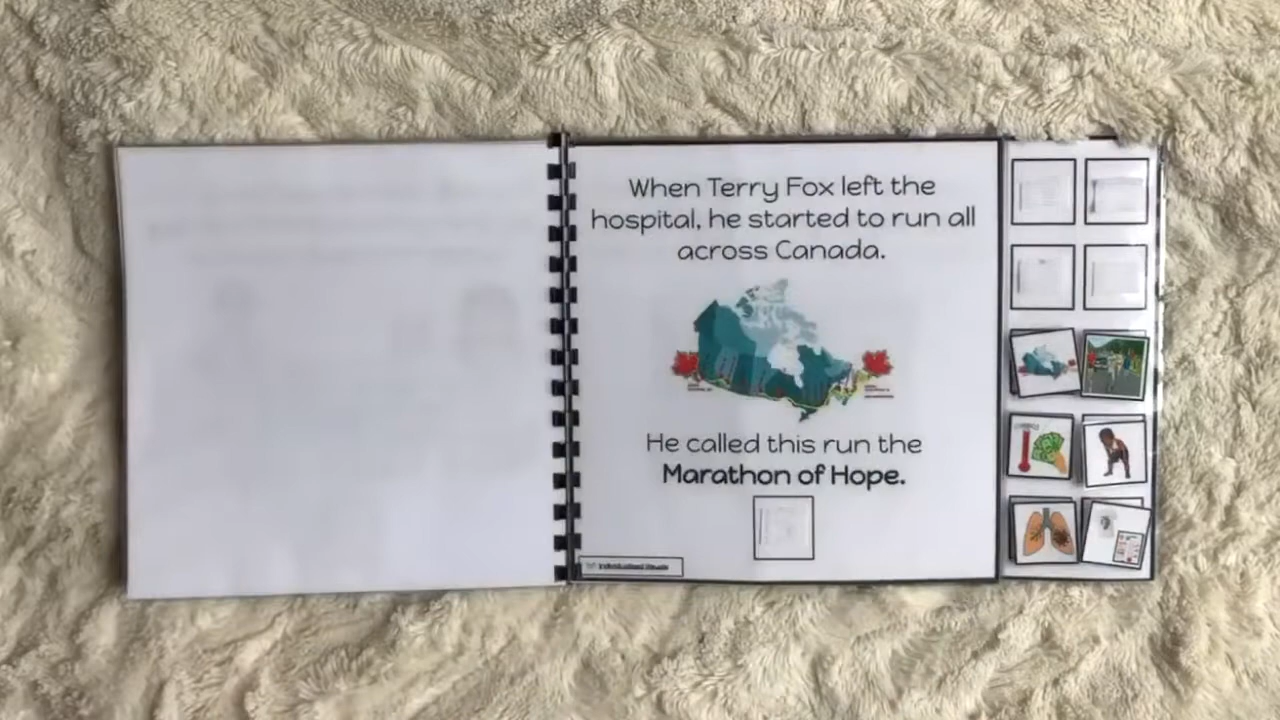 When Terry Fox left the
hospital, he started to run all
across Canada.
He called this run the
Marathon of Hope.